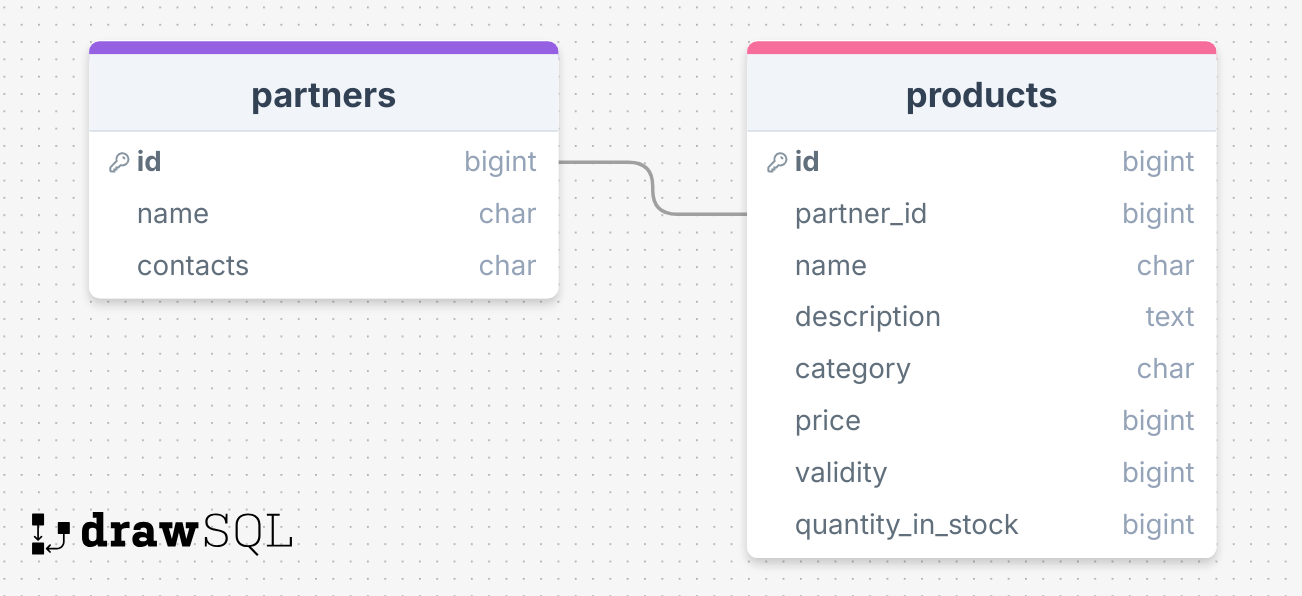 partners
id bigint
name char
contacts char
products
id bigint
partner_id bigint
name char
description text
category char
price bigint
validity bigint
quantity_in_stock bigint
drawSQL